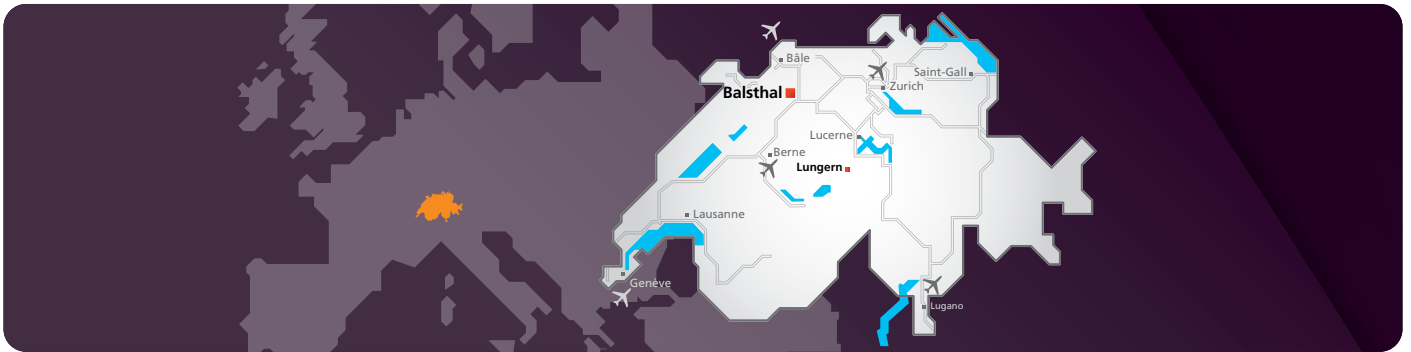 Bâle
Saint-Gall
Zurich
Balsthal
Lucerne
Berne
Lungern
Lausanne
Genève
Lugano